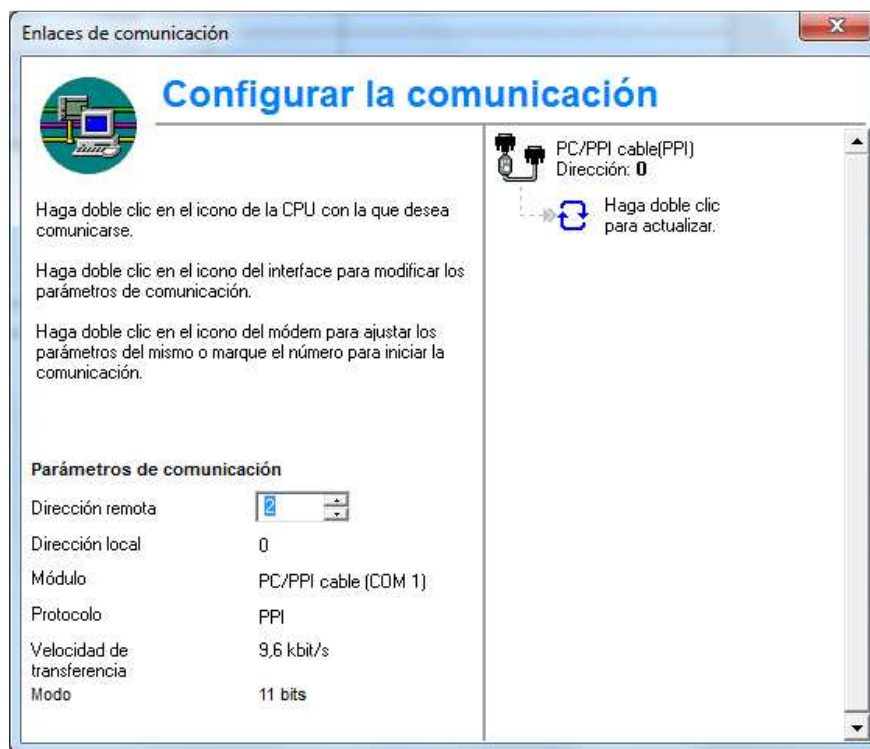 Enlaces de comunicación
Configurar la comunicación
Haga doble clic en el icono de la CPU con la que desea
comunicarse.
Haga doble clic en el icono del interface para modificar los
parámetros de comunicación.
Haga doble clic en el icono del módem para ajustar los
parámetros del mismo o marque el número para iniciar la
comunicación.
Parámetros de comunicación
Dirección remota 2
Dirección local 0
Módulo PC/PPI cable (COM 1)
Protocolo PPI
Velocidad de 9,6 kbit/s
transferencia
Modo 11 bits
PC/PPI cable(PPI)
Dirección: 0
Haga doble clic
para actualizar.